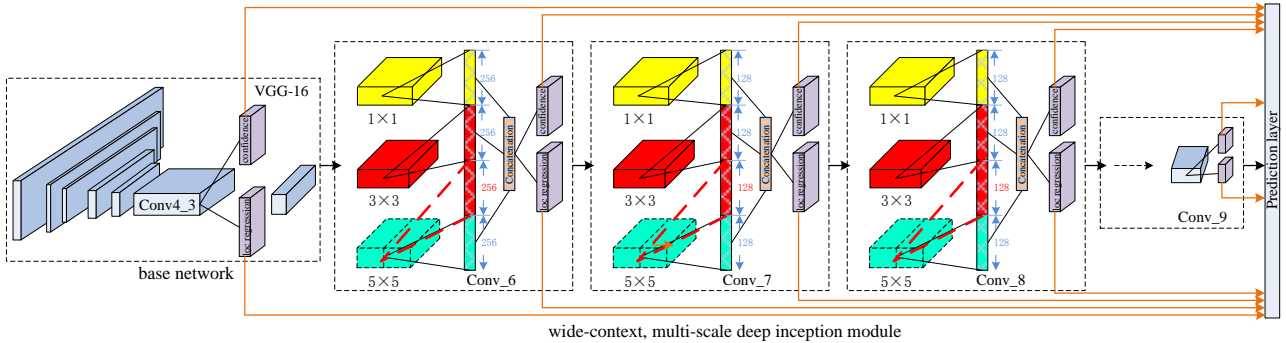 VGG-16
confidence
Conv4_3
loc regression
base network
1×1
3×3
5×5
256
256
256
256
Concatenation
confidence
loc regression
Conv_6
1×1
3×3
5×5
128
128
128
128
Concatenation
confidence
loc regression
Conv_7
1×1
3×3
5×5
128
128
128
128
Concatenation
confidence
loc regression
Conv_8
Conv_9
Prediction layer
wide-context, multi-scale deep inception module